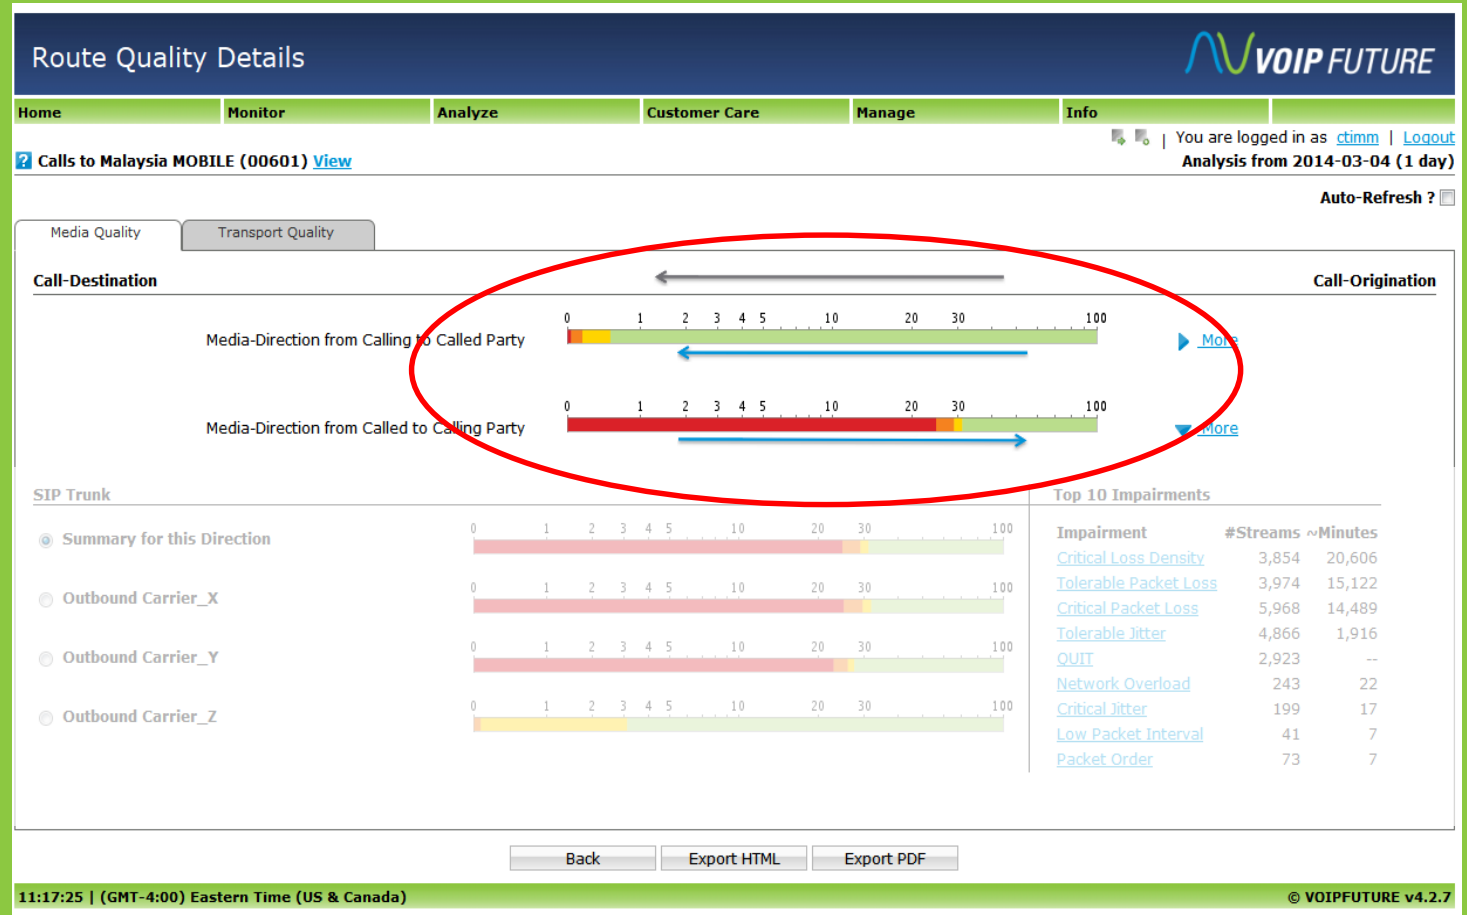 Route Quality Details
VOIP FUTURE
Home Monitor Analyze Customer Care Manage Info
You are logged in as ctimm | Logout
? Calls to Malaysia MOBILE (00601) View
Analysis from 2014-03-04 (1 day)
Auto-Refresh ?
Media Quality Transport Quality
Call-Destination Call-Origination
0 1 2 3 4 5 10 20 30 100
Media-Direction from Calling to Called Party More
0 1 2 3 4 5 10 20 30 100
Media-Direction from Called to Calling Party More
SIP Trunk Top 10 Impairments
0 1 2 3 4 5 10 20 30 100
Summary for this Direction
0 1 2 3 4 5 10 20 30 100
Outbound Carrier_X
0 1 2 3 4 5 10 20 30 100
Outbound Carrier_Y
0 1 2 3 4 5 10 20 30 100
Outbound Carrier_Z
Impairment #Streams ~Minutes
Critical Loss Density 3,854 20,606
Tolerable Packet Loss 3,974 15,122
Critical Packet Loss 5,968 14,489
Tolerable Jitter 4,866 1,916
QUIT 2,923 --
Network Overload 243 22
Critical Jitter 199 17
Low Packet Interval 41 7
Packet Order 73 7
Back Export HTML Export PDF
11:17:25 | (GMT-4:00) Eastern Time (US & Canada) © VOIPFUTURE v4.2.7